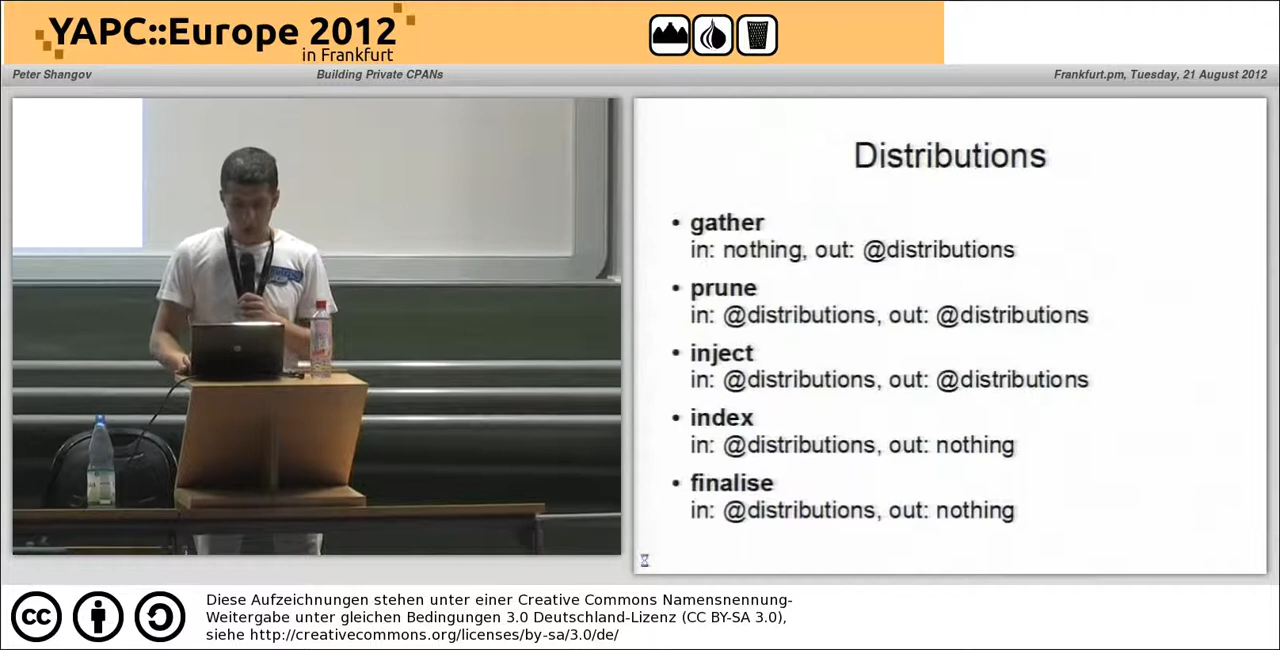 YAPC::Europe 2012
in Frankfurt
Peter Shangov
Building Private CPANs
Frankfurt.pm, Tuesday, 21 August 2012
Distributions
• gather
in: nothing, out: @distributions
• prune
in: @distributions, out: @distributions
• inject
in: @distributions, out: @distributions
• index
in: @distributions, out: nothing
• finalise
in: @distributions, out: nothing
cc
Diese Aufzeichnungen stehen unter einer Creative Commons Namensnennung-
Weitergabe unter gleichen Bedingungen 3.0 Deutschland-Lizenz (CC BY-SA 3.0),
siehe http://creativecommons.org/licenses/by-sa/3.0/de/